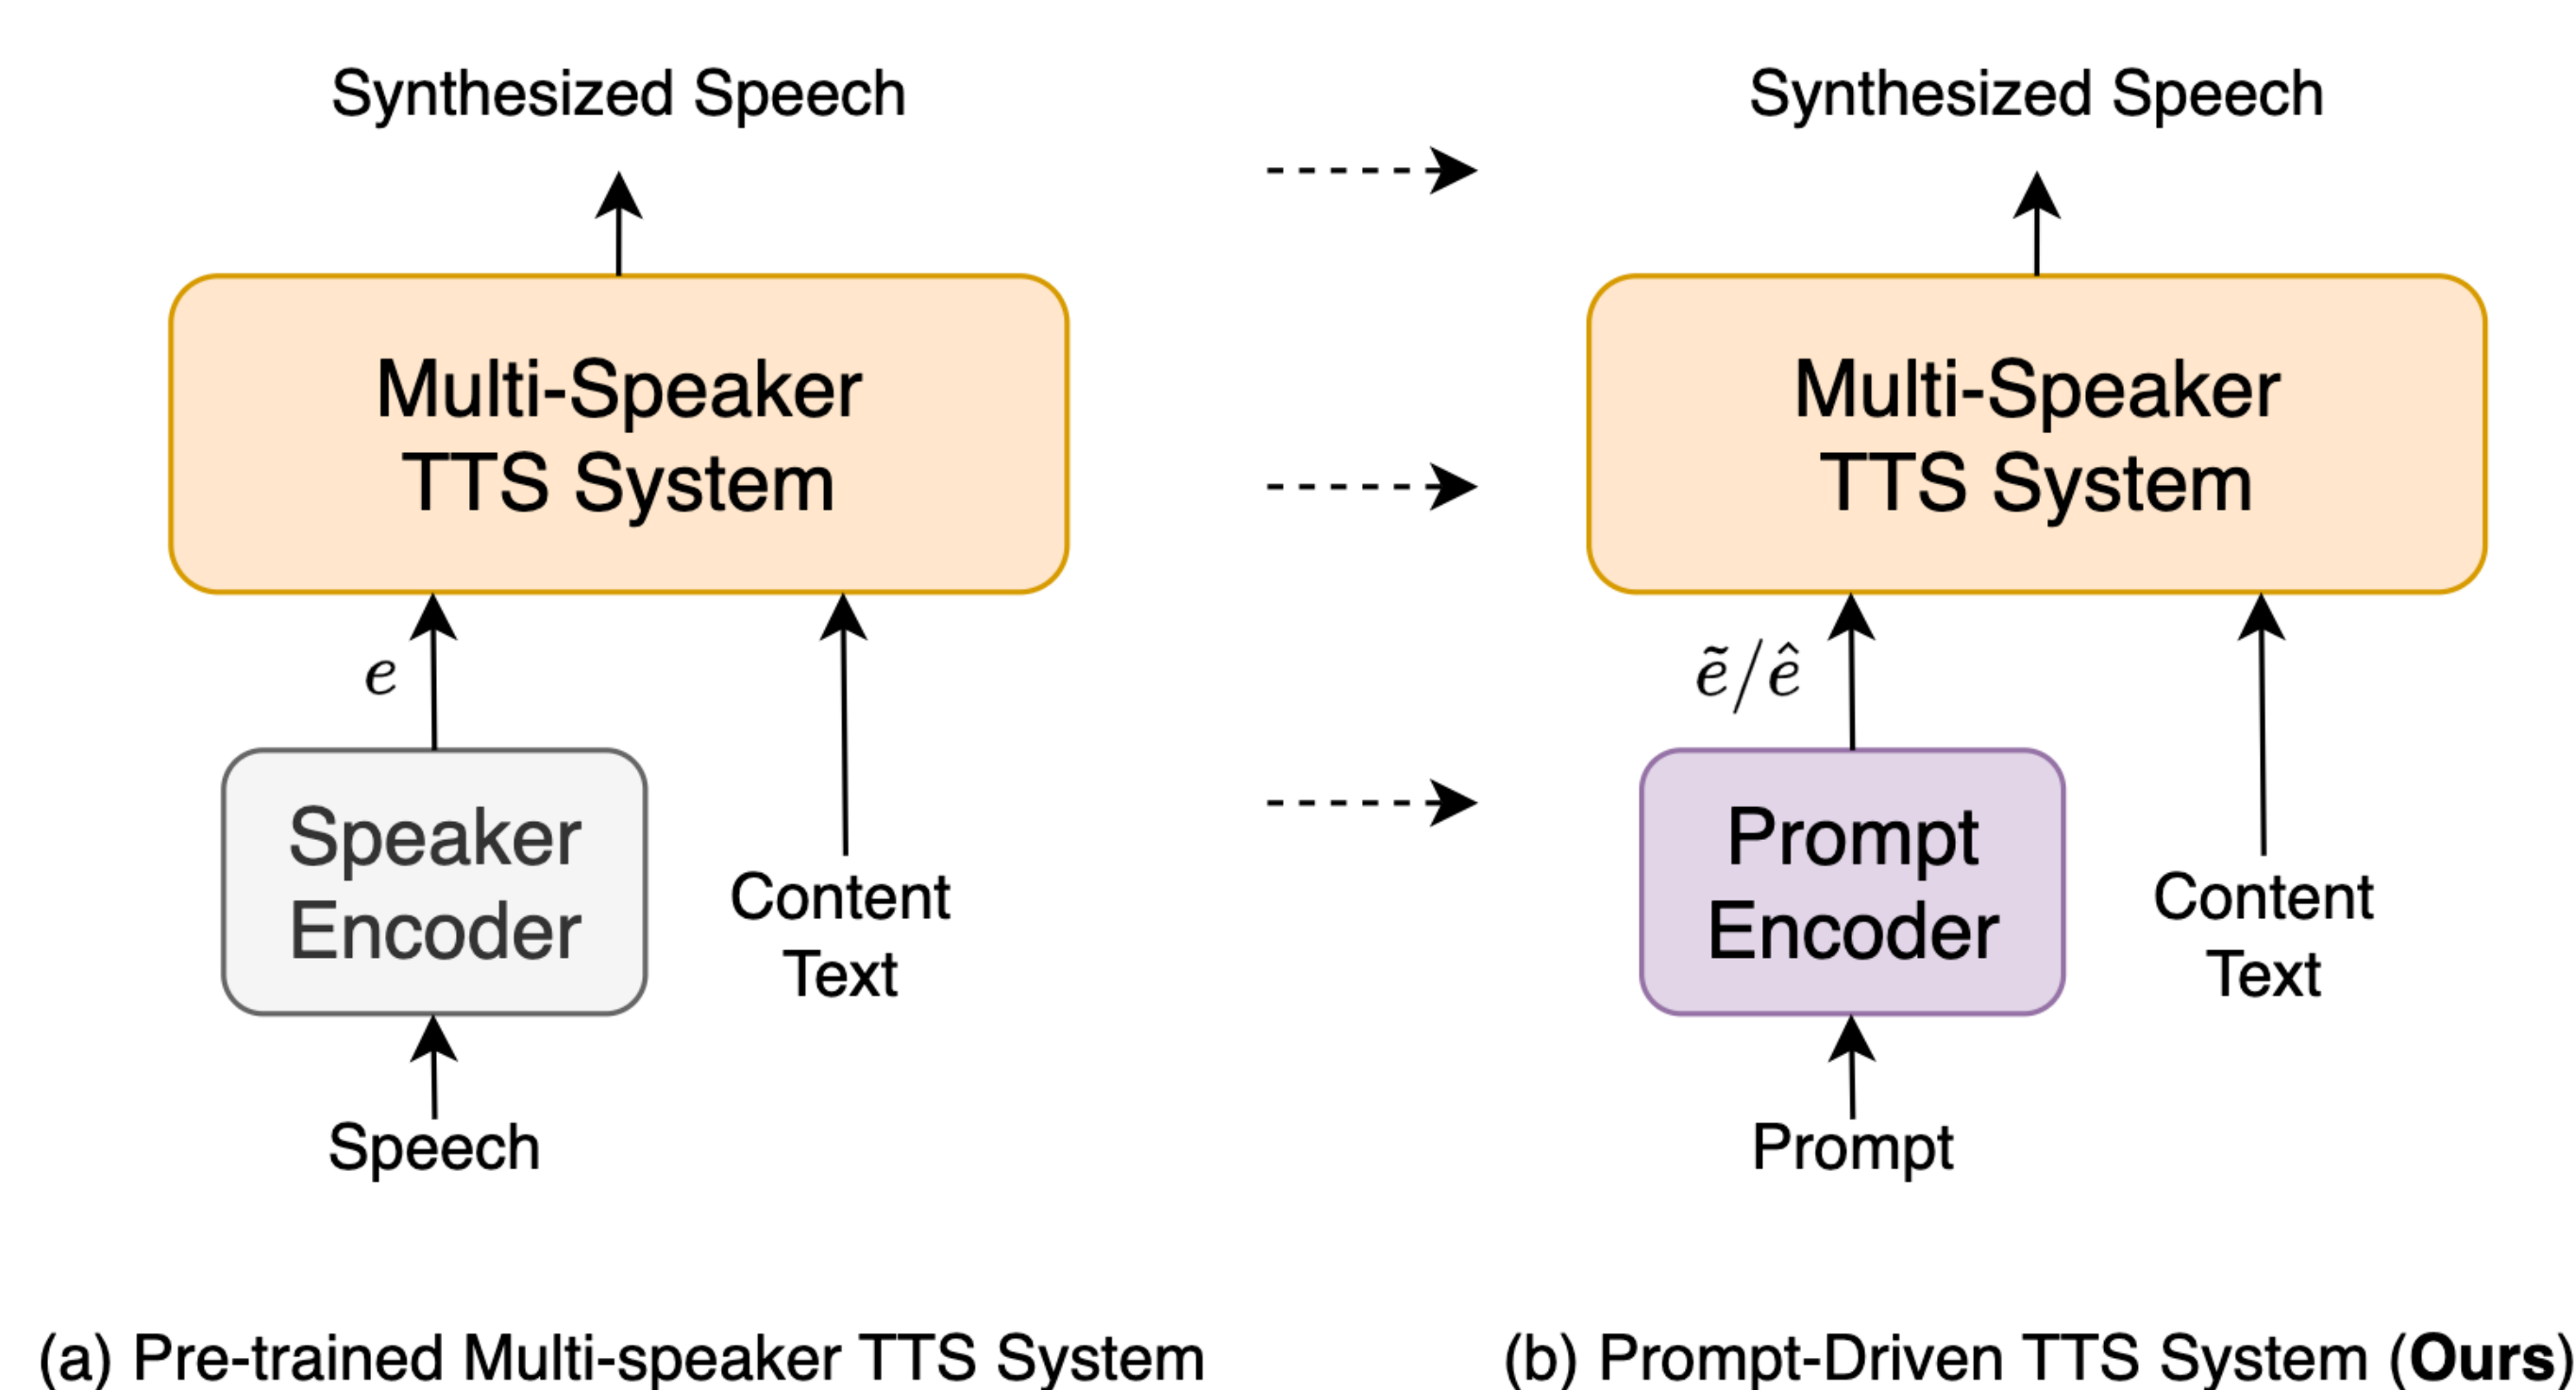 Synthesized Speech
Multi-Speaker
TTS System
e
Speaker
Encoder
Content
Text
Speech
(a) Pre-trained Multi-speaker TTS System
Synthesized Speech
Multi-Speaker
TTS System
ẽ/ê
Prompt
Encoder
Content
Text
Prompt
(b) Prompt-Driven TTS System (Ours)